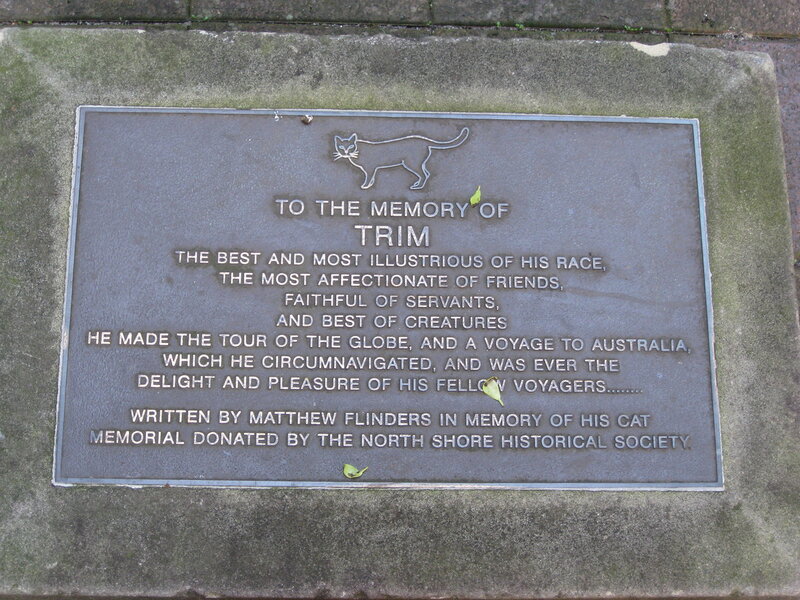 TO THE MEMORY OF
TRIM
THE BEST AND MOST ILLUSTRIOUS OF HIS RACE,
THE MOST AFFECTIONATE OF FRIENDS,
FAITHFUL OF SERVANTS,
AND BEST OF CREATURES
HE MADE THE TOUR OF THE GLOBE, AND A VOYAGE TO AUSTRALIA,
WHICH HE CIRCUMNAVIGATED, AND WAS EVER THE
DELIGHT AND PLEASURE OF HIS FELLOW VOYAGERS........
WRITTEN BY MATTHEW FLINDERS IN MEMORY OF HIS CAT
MEMORIAL DONATED BY THE NORTH SHORE HISTORICAL SOCIETY.